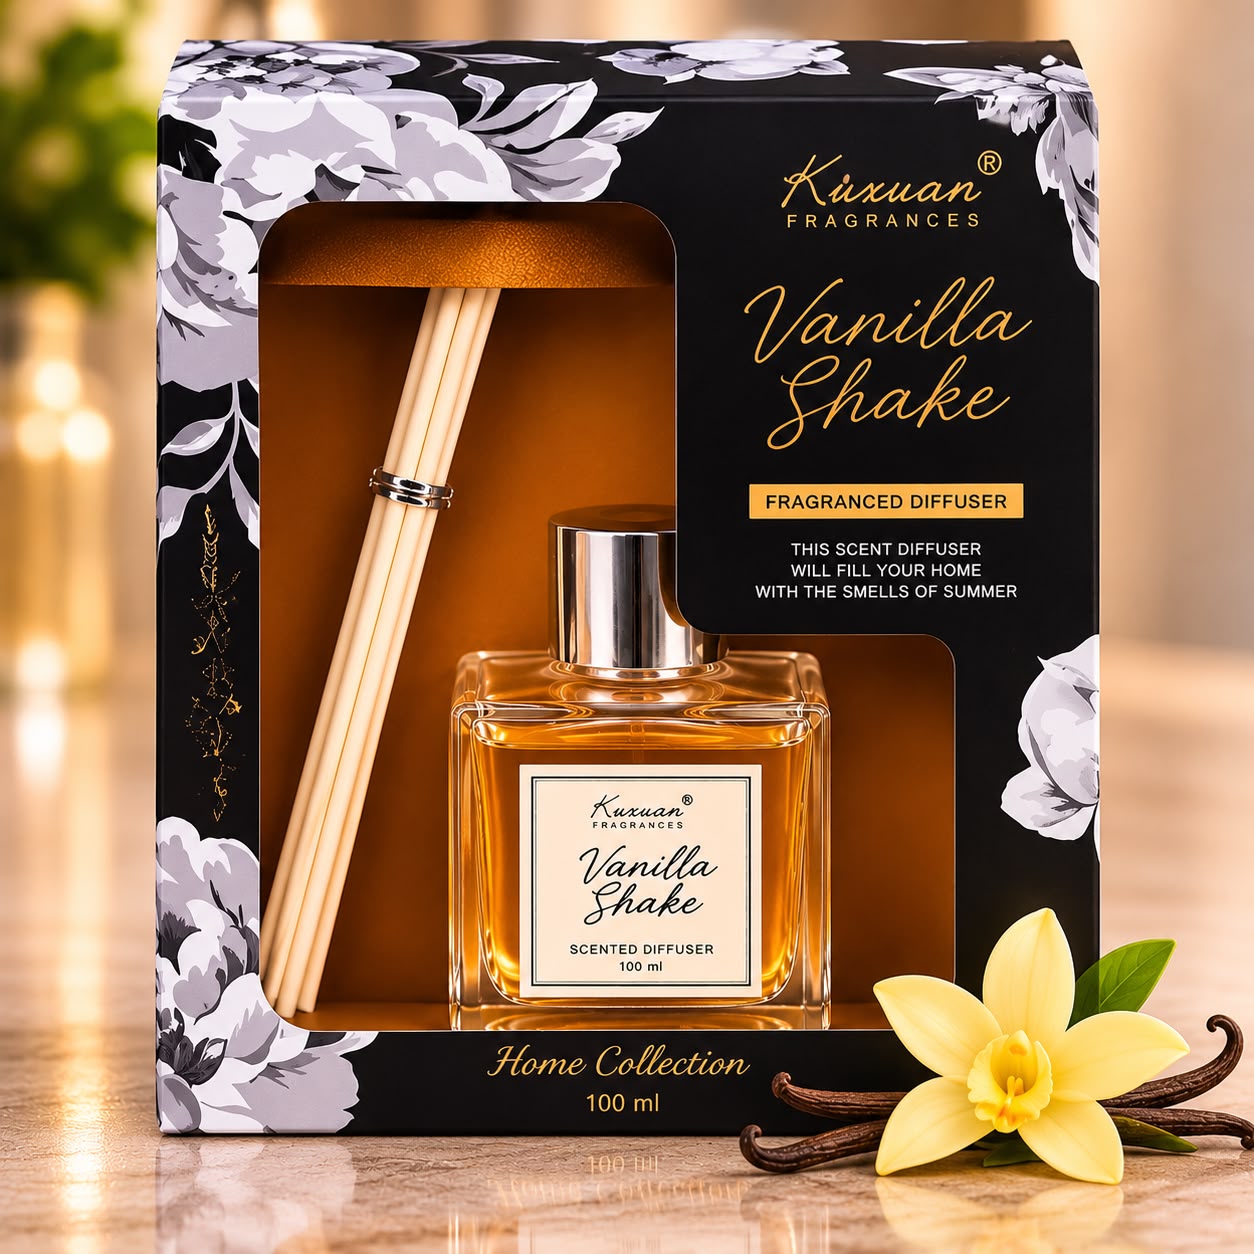 Kuxuan®
FRAGRANCES
Vanilla
Shake
FRAGRANCED DIFFUSER
THIS SCENT DIFFUSER
WILL FILL YOUR HOME
WITH THE SMELLS OF SUMMER
Kuxuan®
FRAGRANCES
Vanilla
Shake
SCENTED DIFFUSER
100 ml
Home Collection
100 ml